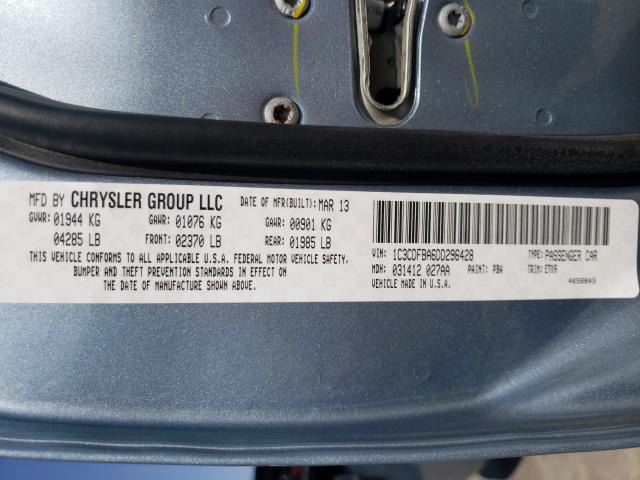 MFD BY CHRYSLER GROUP LLC DATE OF MFR(BUILT): MAR 13
GVWR: 01944 KG GAWR: 01076 KG GAWR: 00901 KG
04285 LB FRONT: 02370 LB REAR: 01985 LB
THIS VEHICLE CONFORMS TO ALL APPLICABLE U.S.A. FEDERAL MOTOR VEHICLE SAFETY,
BUMPER AND THEFT PREVENTION STANDARDS IN EFFECT ON
THE DATE OF MANUFACTURE SHOWN ABOVE.
VIN: 1C3CDFBA6DD296428 TYPE: PASSENGER CAR
MDH: 031412 027AA PAINT: PBA TRIM: ETX9
VEHICLE MADE IN U.S.A. 4658843